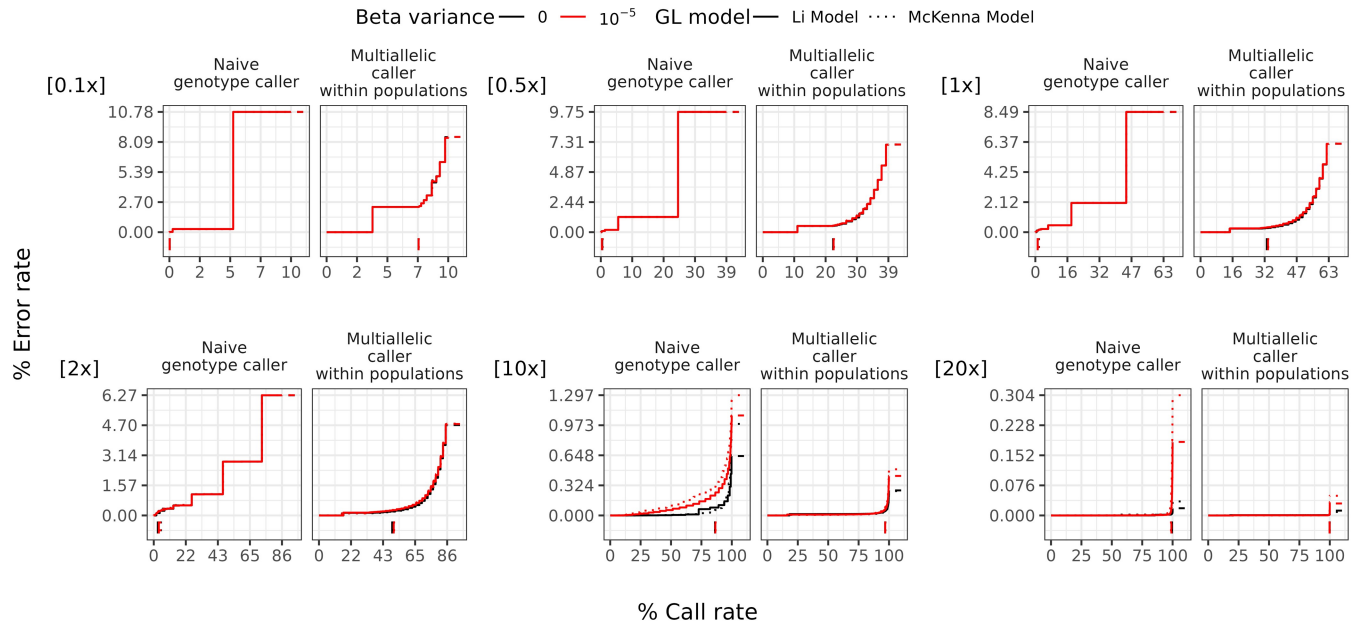 Beta variance 0 10⁻⁵ GL model Li Model McKenna Model
[0.1x]
Naive
genotype caller
Multiallelic
caller
within populations
10.78
8.09
5.39
2.70
0.00
0 2 5 7 10
0 2 5 7 10
[0.5x]
Naive
genotype caller
Multiallelic
caller
within populations
9.75
7.31
4.87
2.44
0.00
0 10 20 30 39
0 10 20 30 39
[1x]
Naive
genotype caller
Multiallelic
caller
within populations
8.49
6.37
4.25
2.12
0.00
0 16 32 47 63
0 16 32 47 63
% Error rate
[2x]
Naive
genotype caller
Multiallelic
caller
within populations
6.27
4.70
3.14
1.57
0.00
0 22 43 65 86
0 22 43 65 86
[10x]
Naive
genotype caller
Multiallelic
caller
within populations
1.297
0.973
0.648
0.324
0.000
0 25 50 75 100
0 25 50 75 100
[20x]
Naive
genotype caller
Multiallelic
caller
within populations
0.304
0.228
0.152
0.076
0.000
0 25 50 75 100
0 25 50 75 100
% Call rate